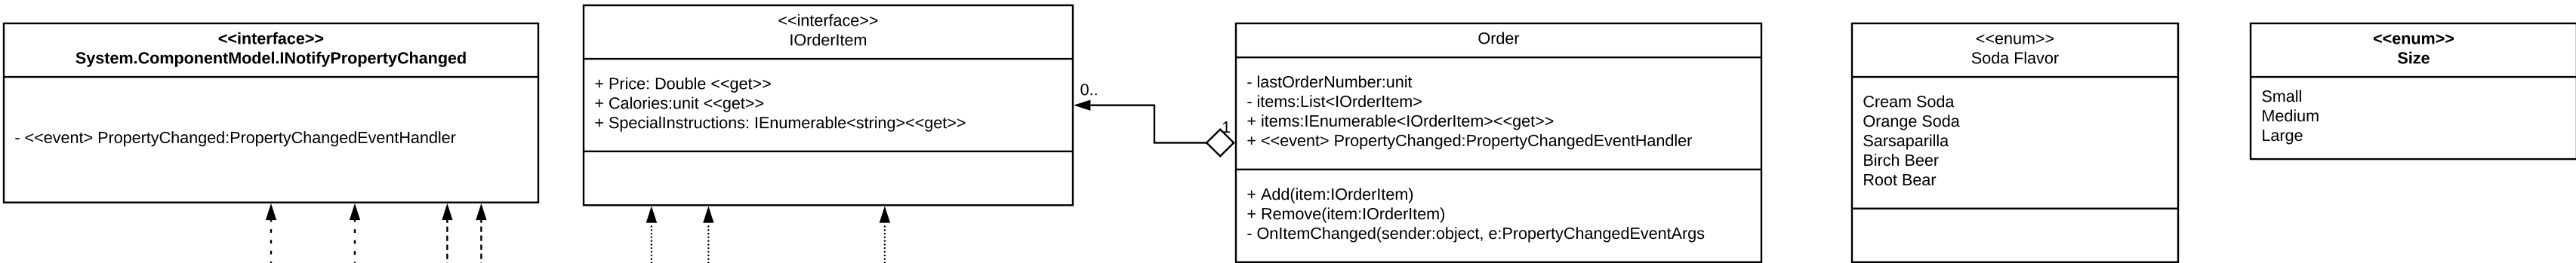 <<interface>>
System.ComponentModel.INotifyPropertyChanged
- <<event> PropertyChanged:PropertyChangedEventHandler
<<interface>>
IOrderItem
+ Price: Double <<get>>
+ Calories:unit <<get>>
+ SpecialInstructions: IEnumerable<string><<get>>
0..
1
Order
- lastOrderNumber:unit
- items:List<IOrderItem>
+ items:IEnumerable<IOrderItem><<get>>
+ <<event> PropertyChanged:PropertyChangedEventHandler
+ Add(item:IOrderItem)
+ Remove(item:IOrderItem)
- OnItemChanged(sender:object, e:PropertyChangedEventArgs
<<enum>>
Soda Flavor
Cream Soda
Orange Soda
Sarsaparilla
Birch Beer
Root Bear
<<enum>>
Size
Small
Medium
Large